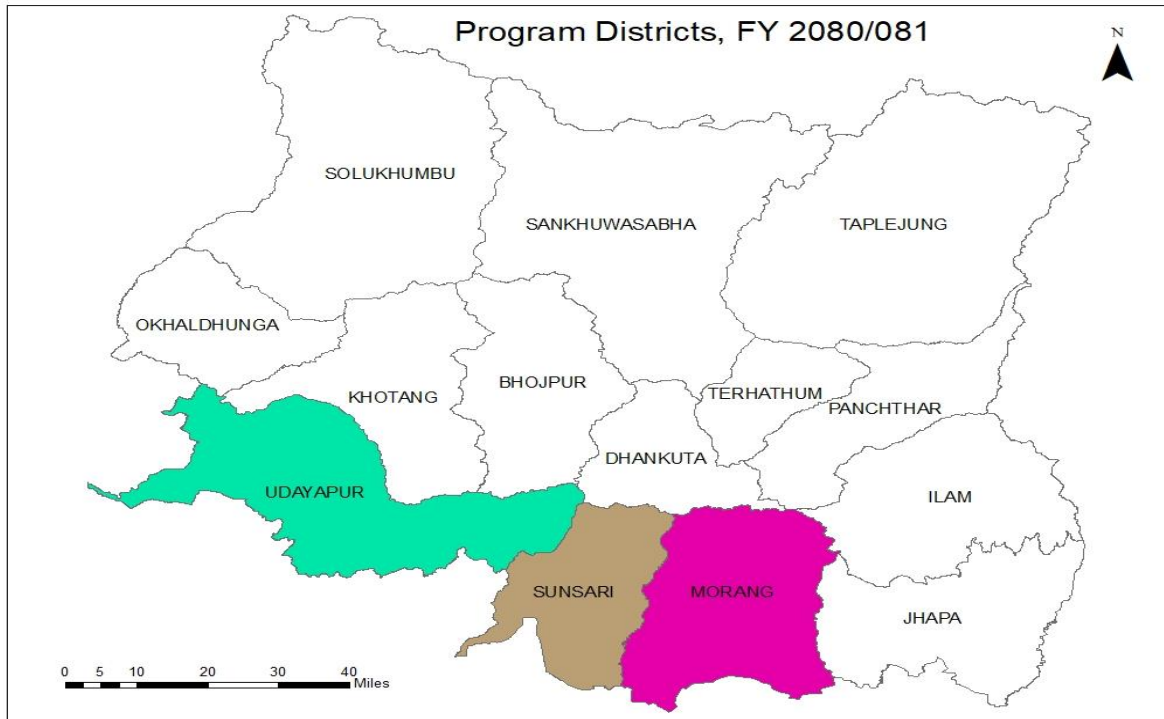 Program Districts, FY 2080/081
N
SOLUKHUMBU
SANKHUWASABHA
TAPLEJUNG
OKHALDHUNGA
KHOTANG
BHOJPUR
TERHATHUM
PANCHTHAR
DHANKUTA
UDAYAPUR
ILAM
SUNSARI
MORANG
JHAPA
0 5 10 20 30 40
Miles